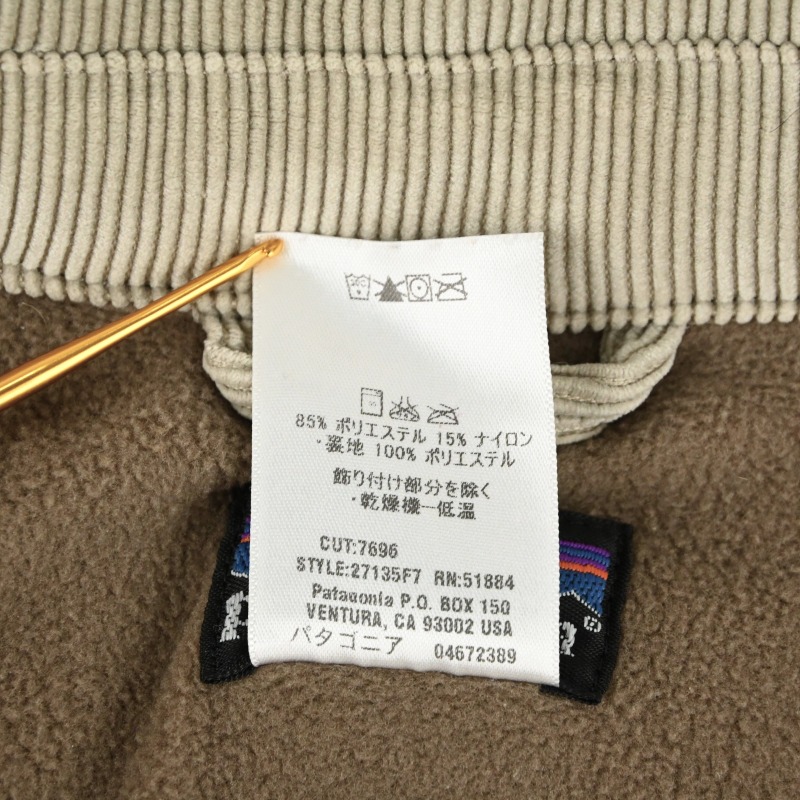 85% ポリエステル 15% ナイロン
・裏地 100% ポリエステル
飾り付け部分を除く
・乾燥機一低温
CUT:7696
STYLE:27135F7 RN:51884
Patagonia P.O. BOX 150
VENTURA, CA 93002 USA
パタゴニア 04672389